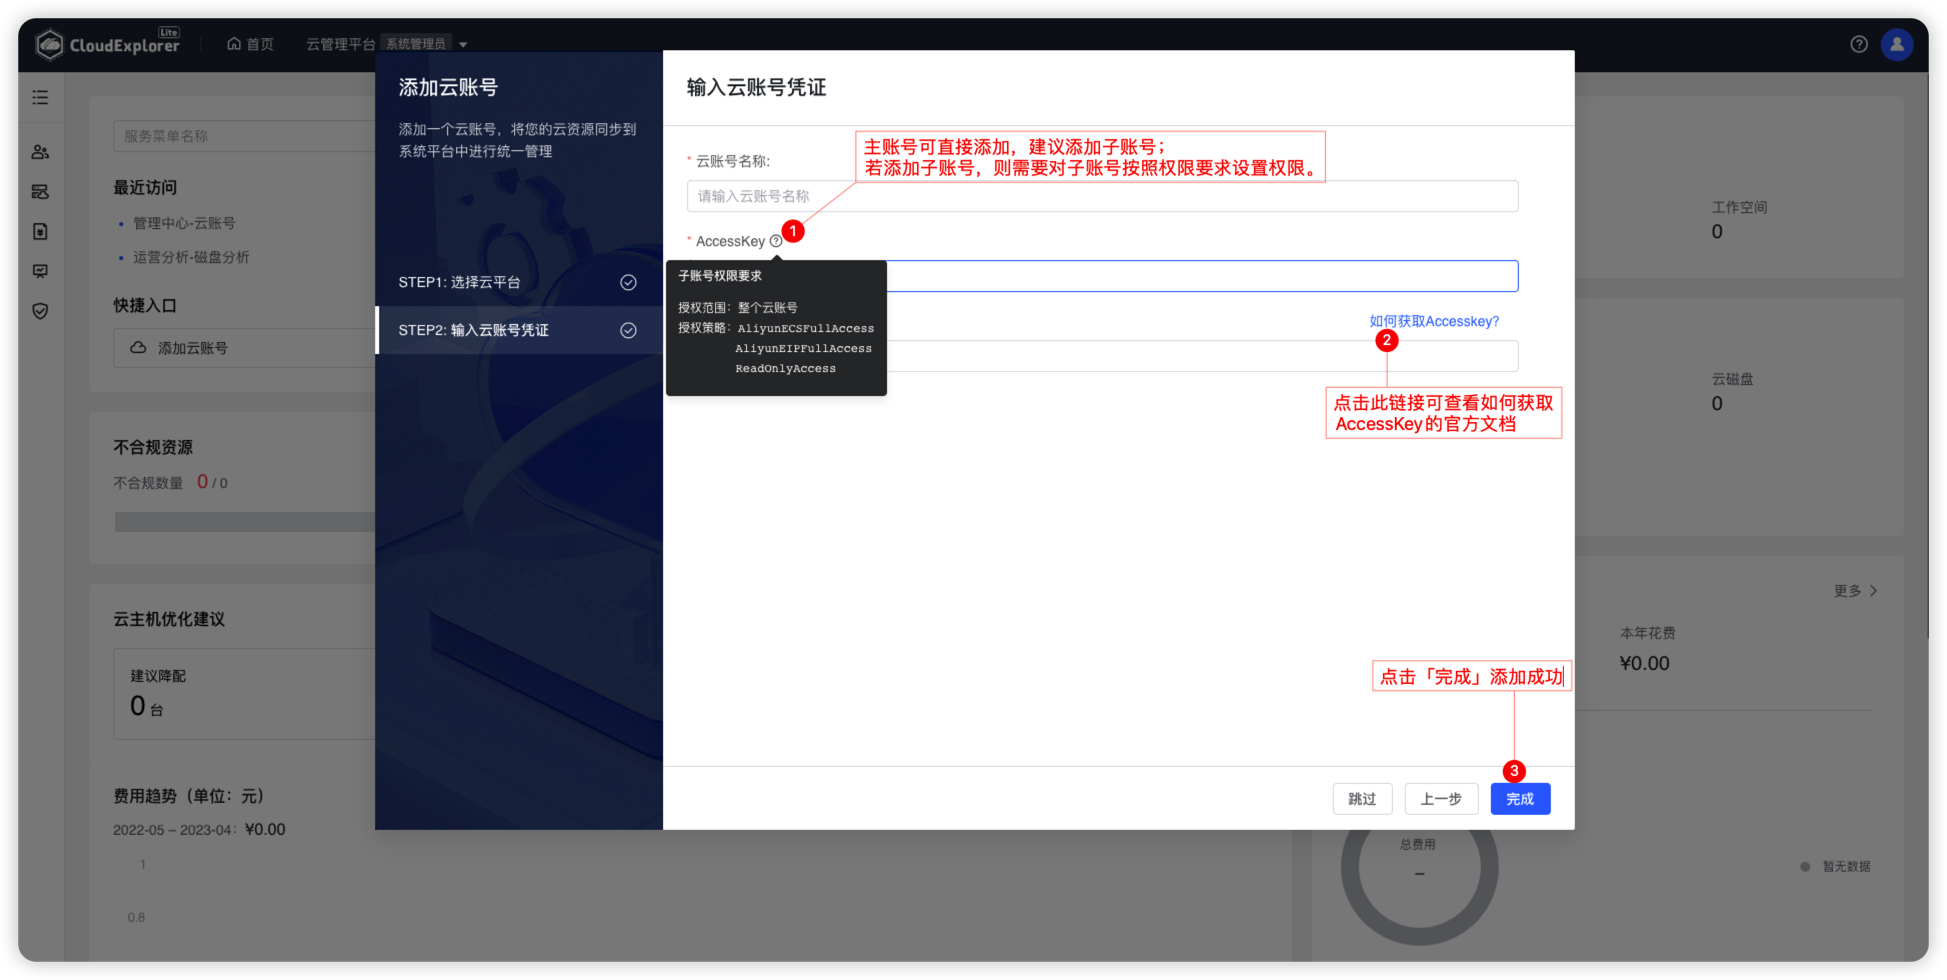 CloudExplorer Lite
首页
云管理平台 系统管理员
服务菜单名称
最近访问
管理中心-云账号
运营分析-磁盘分析
快捷入口
添加云账号
不合规资源
不合规数量 0 / 0
云主机优化建议
建议降配
0 台
费用趋势（单位：元）
2022-05 – 2023-04: ¥0.00
1
0.8
添加云账号
添加一个云账号，将您的云资源同步到
系统平台中进行统一管理
STEP1: 选择云平台
STEP2: 输入云账号凭证
输入云账号凭证
主账号可直接添加，建议添加子账号；
若添加子账号，则需要对子账号按照权限要求设置权限。
* 云账号名称:
请输入云账号名称
* AccessKey
1
子账号权限要求
授权范围: 整个云账号
授权策略: AliyunECSFullAccess
AliyunEIPFullAccess
ReadOnlyAccess
如何获取Accesskey?
2
点击此链接可查看如何获取
AccessKey的官方文档
点击「完成」添加成功
3
跳过
上一步
完成
工作空间
0
云磁盘
0
更多
本年花费
¥0.00
总费用
–
暂无数据